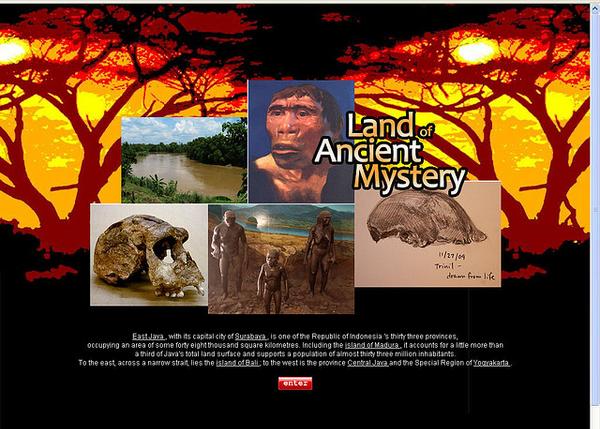 Land of
Ancient
Mystery
11/27/09
Trinil -
drawn from life
East Java , with its capital city of Surabaya , is one of the Republic of Indonesia 's thirty three provinces,
occupying an area of some forty eight thousand square kilometres. Including the island of Madura , it accounts for a little more than
a third of Java's total land surface and supports a population of almost thirty three million inhabitants.
To the east, across a narrow strait, lies the island of Bali ; to the west is the province Central Java and the Special Region of Yogyakarta .
enter